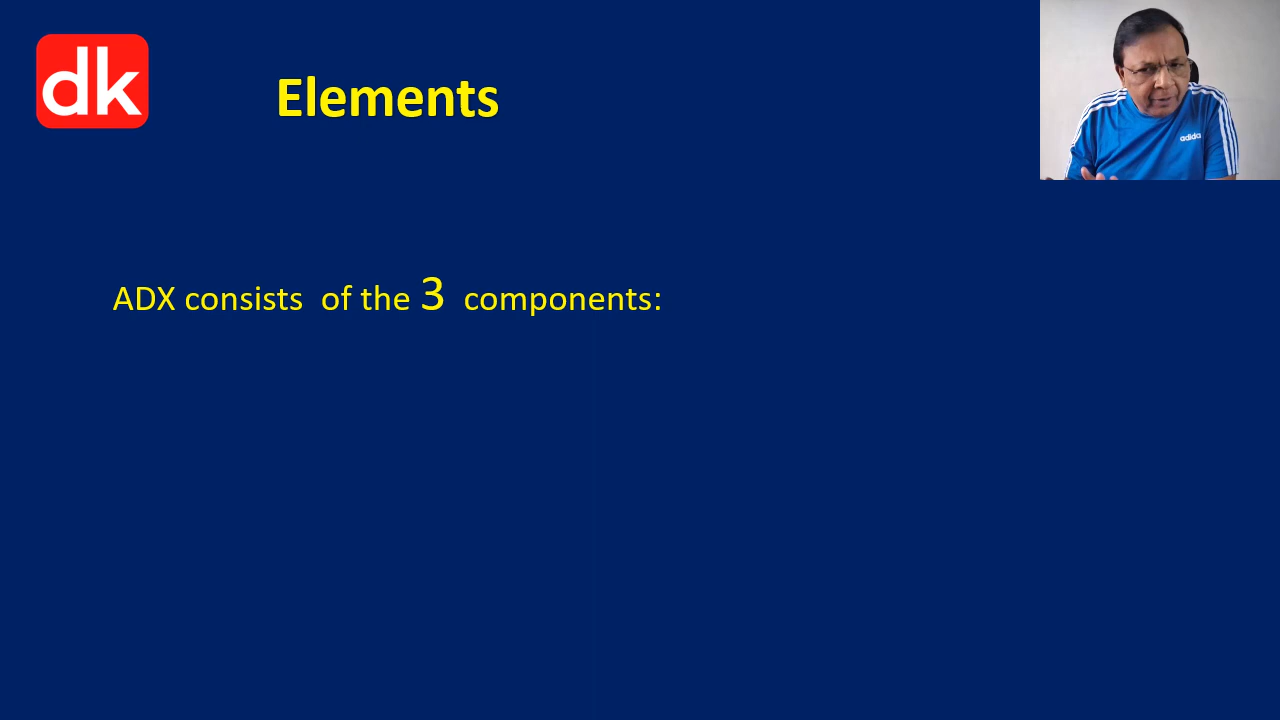 dk
Elements
adidas
ADX consists of the 3 components: